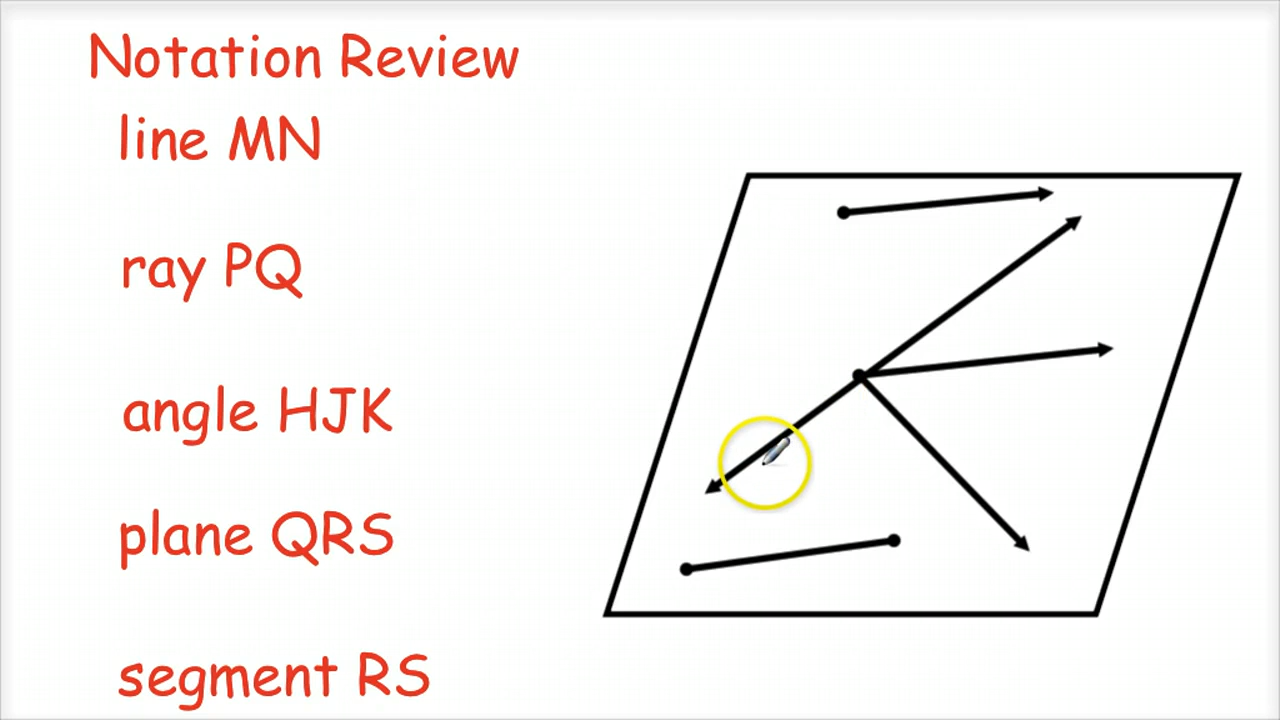 Notation Review
line MN
ray PQ
angle HJK
plane QRS
segment RS